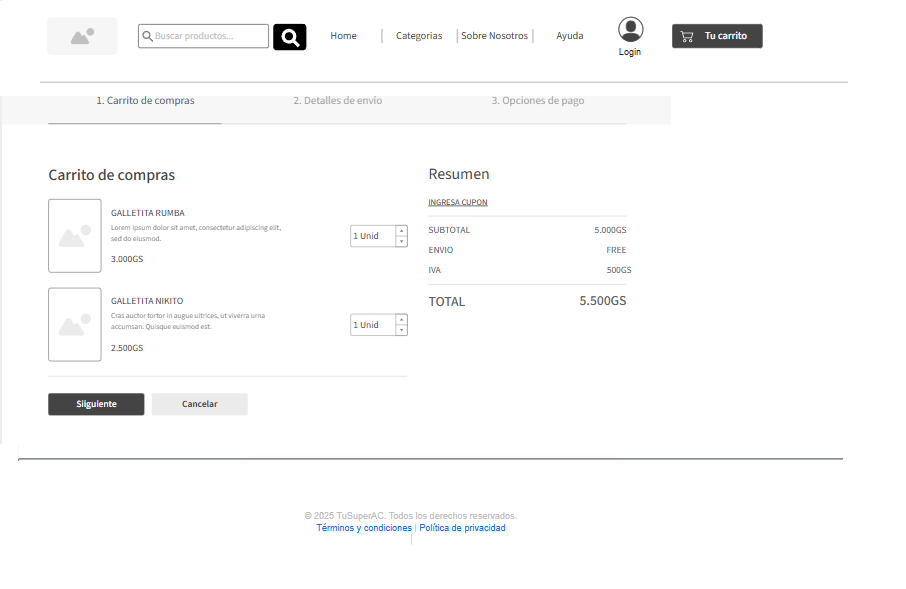 Buscar productos...
Home
Categorias
Sobre Nosotros
Ayuda
Login
Tu carrito
1. Carrito de compras
2. Detalles de envío
3. Opciones de pago
Carrito de compras
GALLETITA RUMBA
Lorem ipsum dolor sit amet, consectetur adipiscing elit,
sed do eiusmod.
3.000GS
1 Unid
GALLETITA NIKITO
Cras auctor tortor in augue ultrices, ut viverra urna
accumsan. Quisque euismod est.
2.500GS
1 Unid
Siiguiente
Cancelar
Resumen
INGRESA CUPON
SUBTOTAL 5.000GS
ENVIO FREE
IVA 500GS
TOTAL 5.500GS
© 2025 TuSuperAC. Todos los derechos reservados.
Términos y condiciones | Política de privacidad